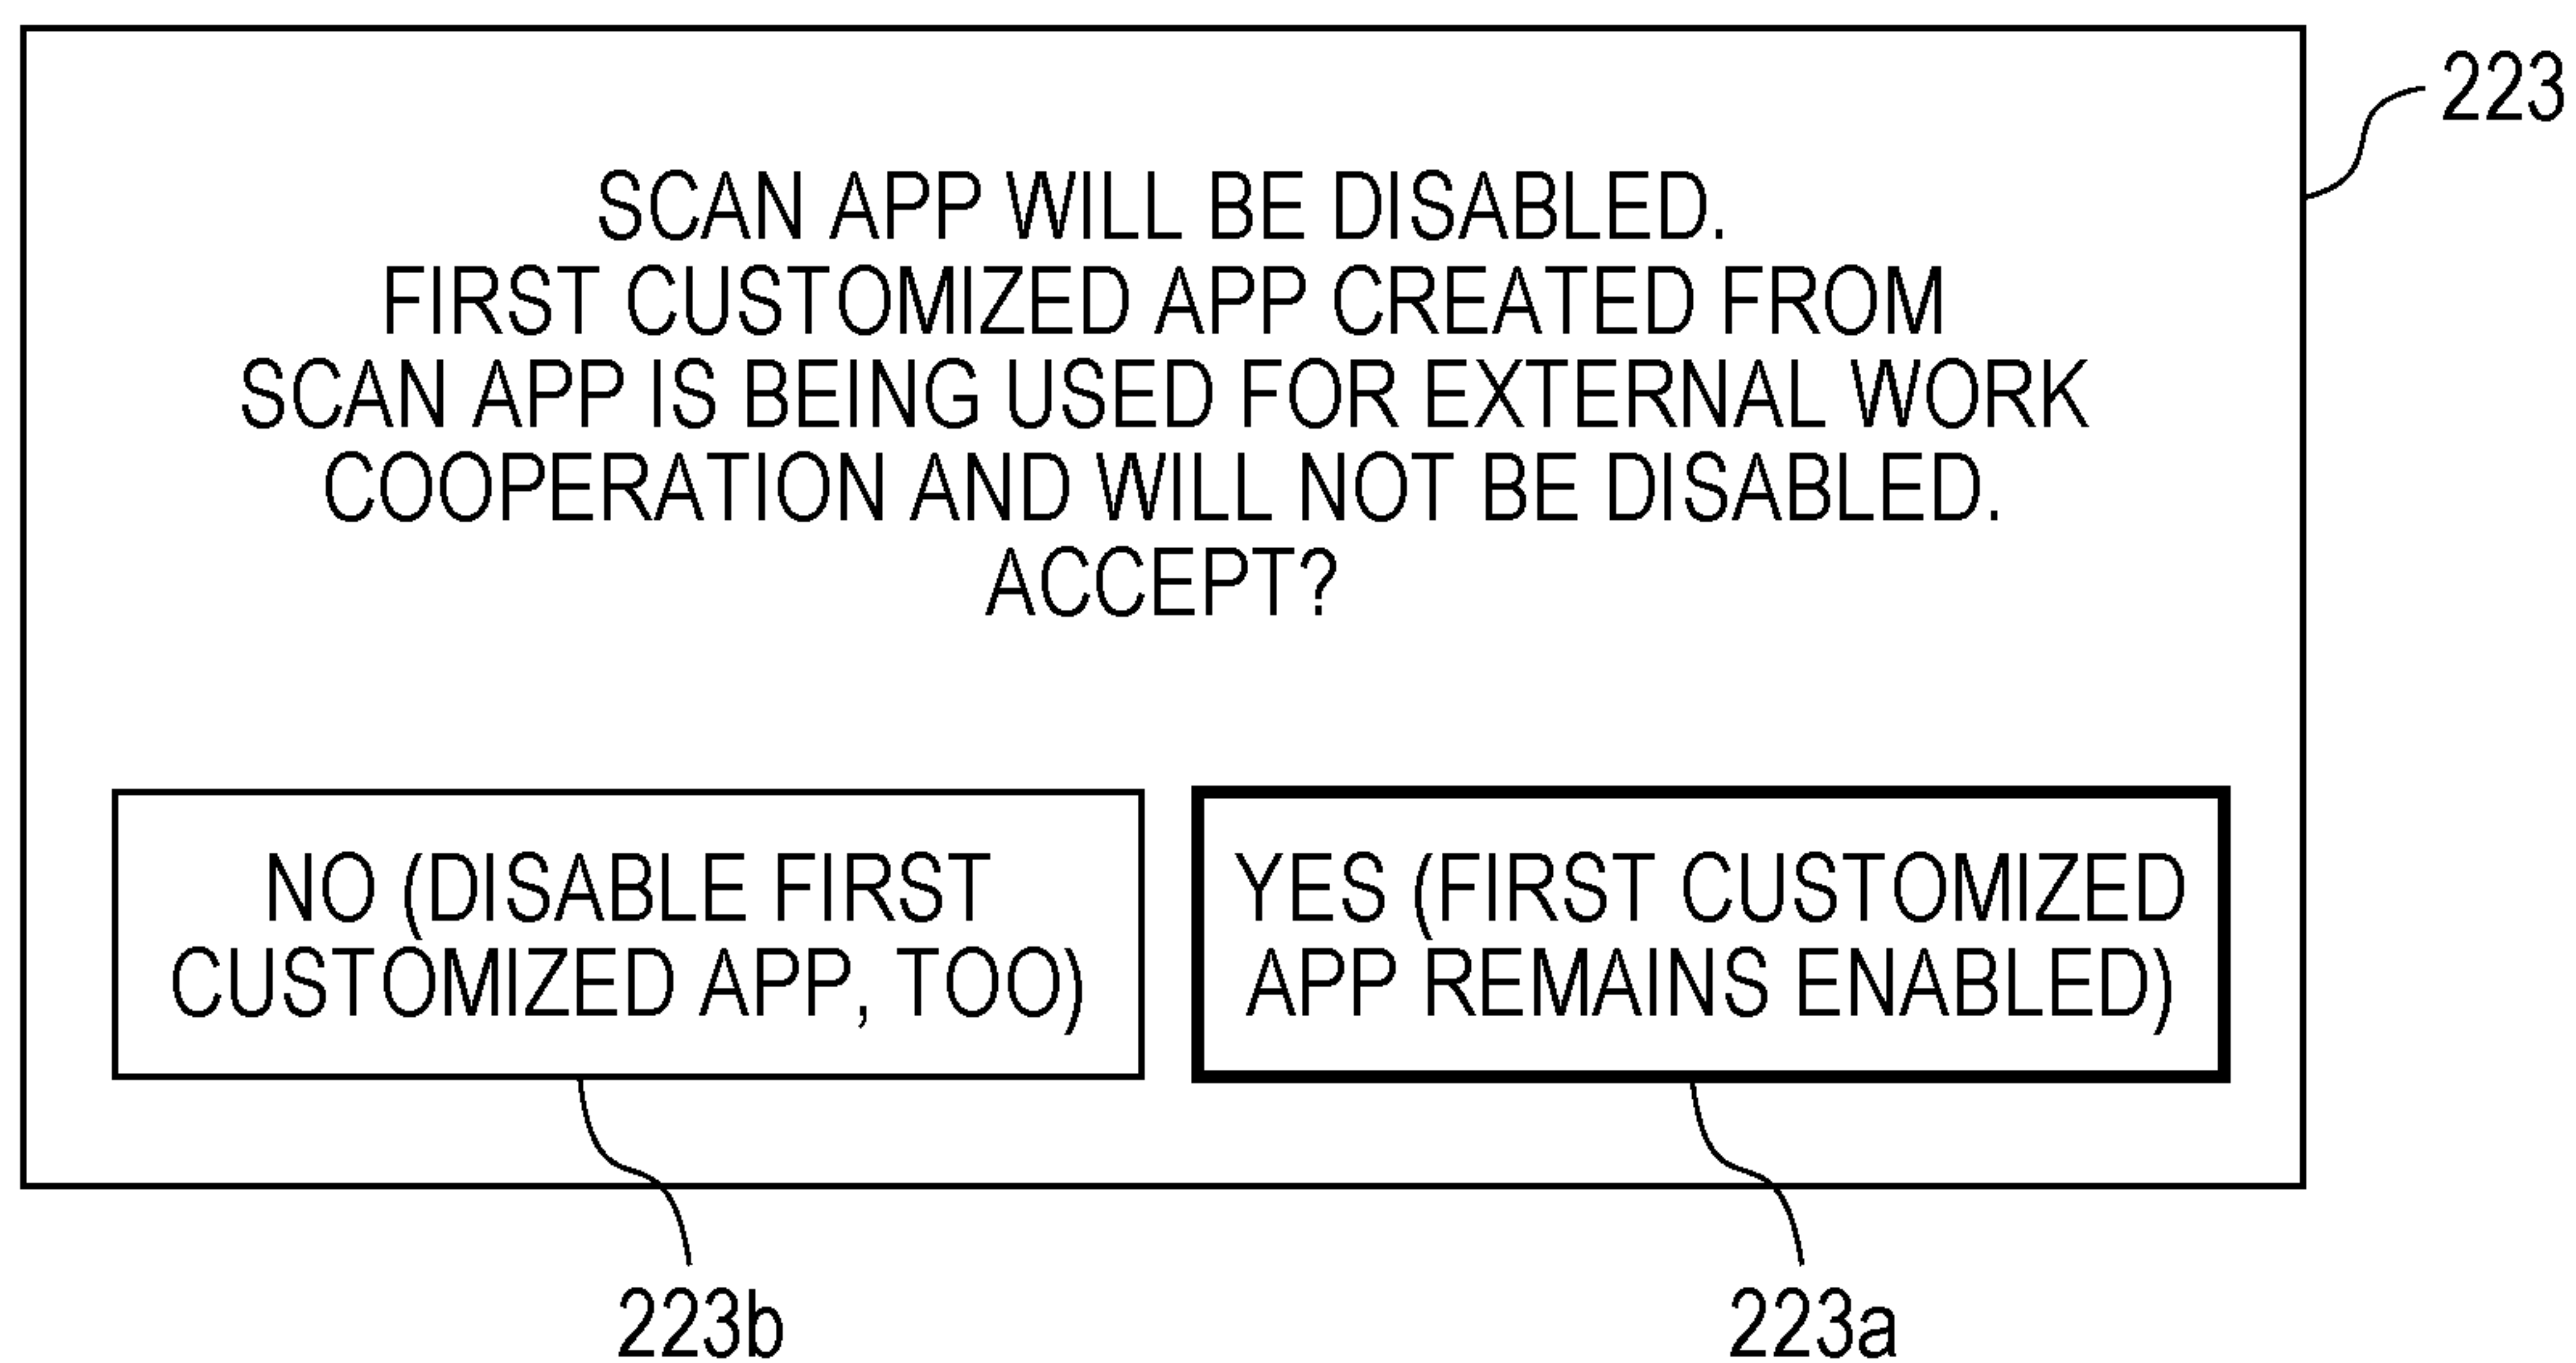 223
SCAN APP WILL BE DISABLED.
FIRST CUSTOMIZED APP CREATED FROM
SCAN APP IS BEING USED FOR EXTERNAL WORK
COOPERATION AND WILL NOT BE DISABLED.
ACCEPT?
NO (DISABLE FIRST
CUSTOMIZED APP, TOO)
YES (FIRST CUSTOMIZED
APP REMAINS ENABLED)
223b
223a